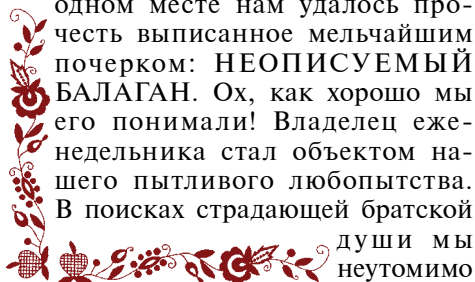 одном месте нам удалось про-
честь выписанное мельчайшим
почерком: НЕОПИСУЕМЫЙ
БАЛАГАН. Ох, как хорошо мы
его понимали! Владелец еже-
недельника стал объектом на-
шего пытливого любопытства.
В поисках страдающей братской
души мы
неутомимо